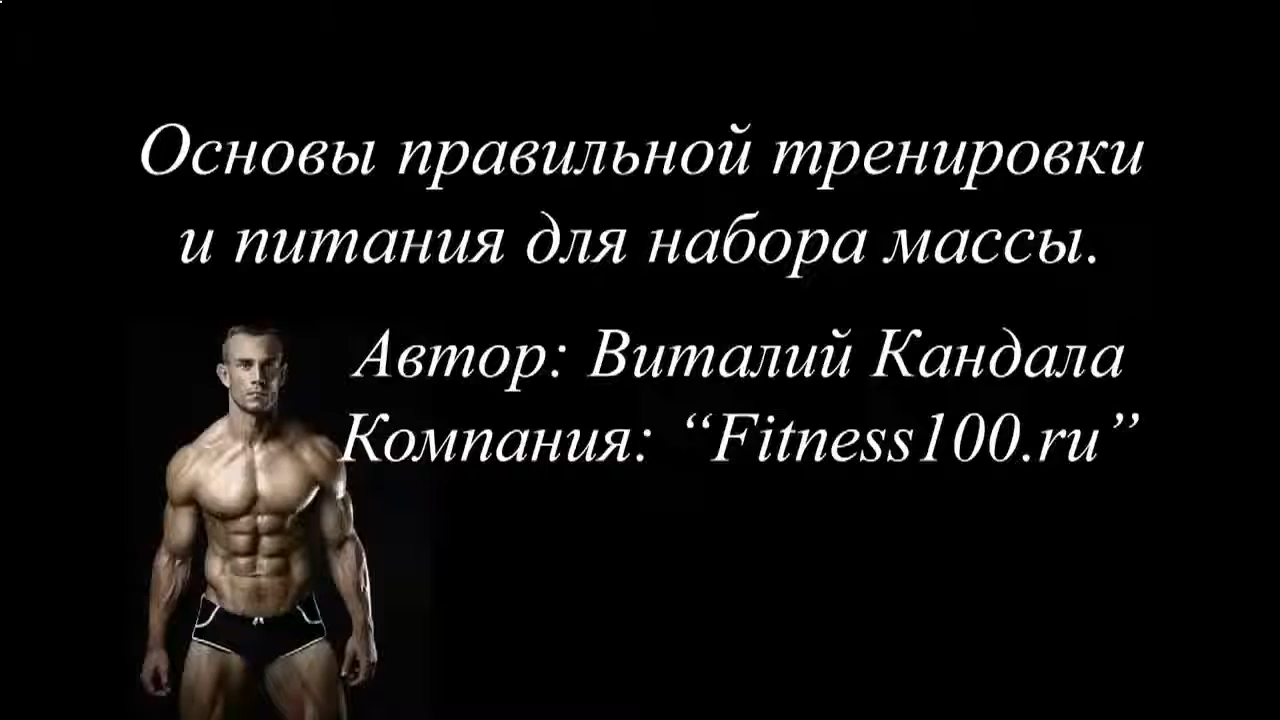 Основы правильной тренировки
и питания для набора массы.
Автор: Виталий Кандала
Компания: “Fitness100.ru”